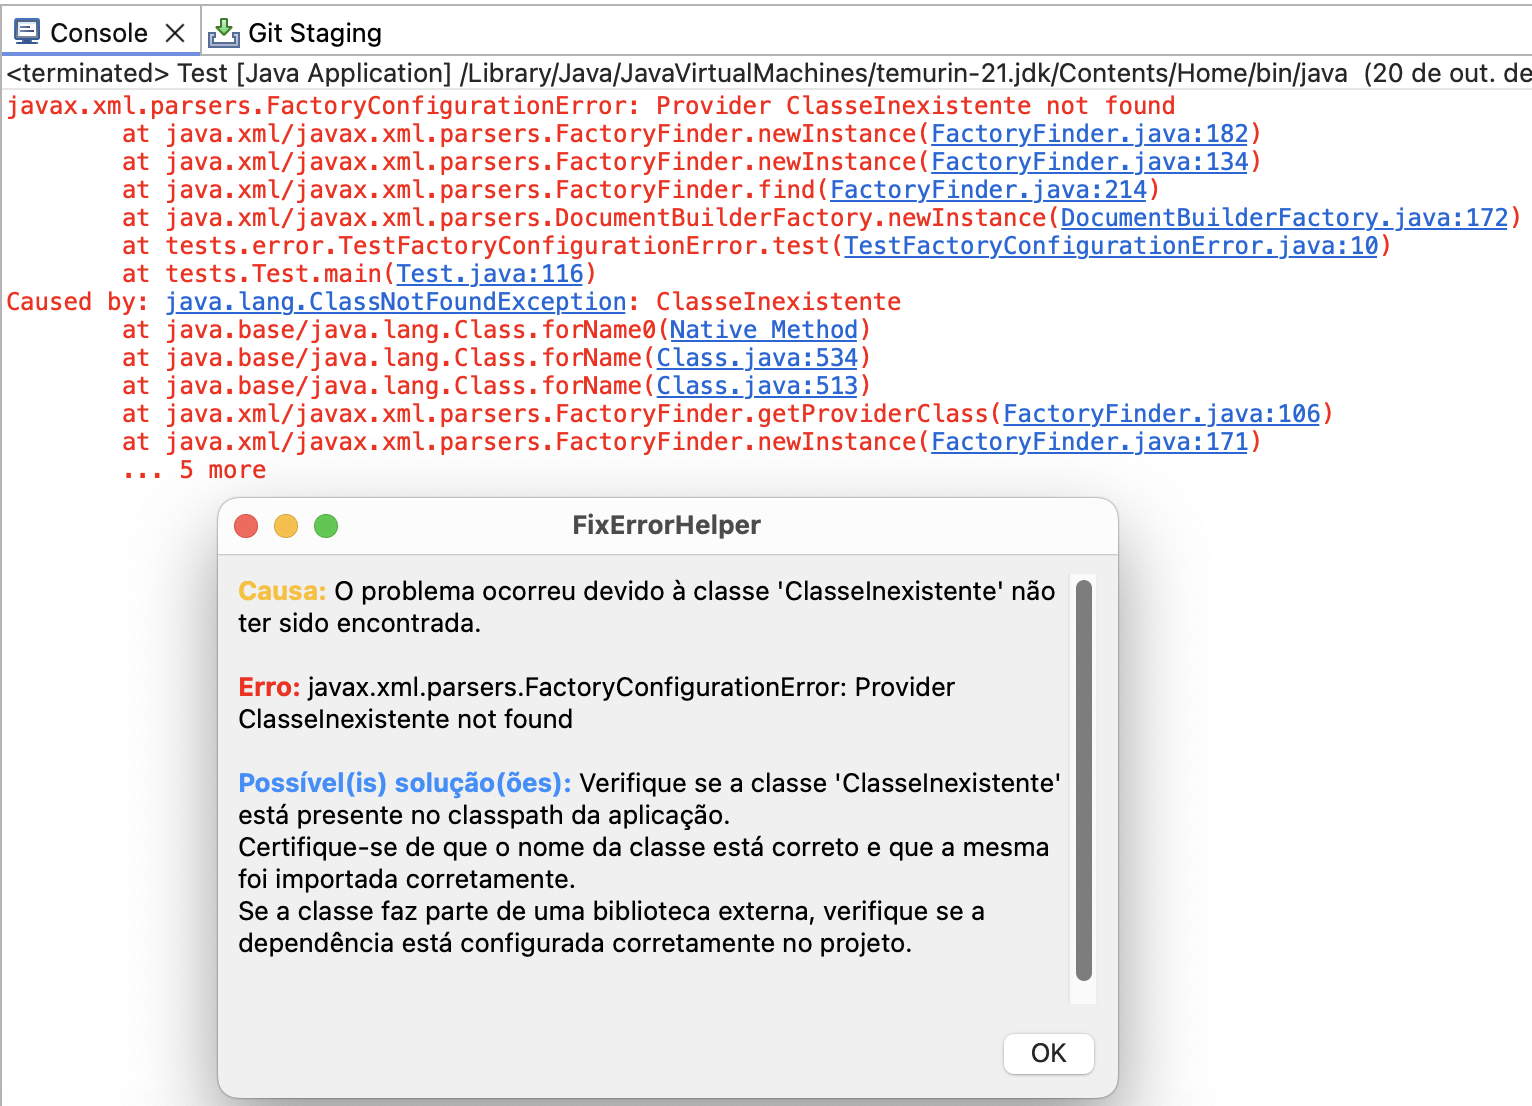 Console
Git Staging
<terminated> Test [Java Application] /Library/Java/JavaVirtualMachines/temurin-21.jdk/Contents/Home/bin/java (20 de out. de
javax.xml.parsers.FactoryConfigurationError: Provider ClasseInexistente not found
at java.xml/javax.xml.parsers.FactoryFinder.newInstance(FactoryFinder.java:182)
at java.xml/javax.xml.parsers.FactoryFinder.newInstance(FactoryFinder.java:134)
at java.xml/javax.xml.parsers.FactoryFinder.find(FactoryFinder.java:214)
at java.xml/javax.xml.parsers.DocumentBuilderFactory.newInstance(DocumentBuilderFactory.java:172)
at tests.error.TestFactoryConfigurationError.test(TestFactoryConfigurationError.java:10)
at tests.Test.main(Test.java:116)
Caused by: java.lang.ClassNotFoundException: ClasseInexistente
at java.base/java.lang.Class.forName0(Native Method)
at java.base/java.lang.Class.forName(Class.java:534)
at java.base/java.lang.Class.forName(Class.java:513)
at java.xml/javax.xml.parsers.FactoryFinder.getProviderClass(FactoryFinder.java:106)
at java.xml/javax.xml.parsers.FactoryFinder.newInstance(FactoryFinder.java:171)
... 5 more
FixErrorHelper
Causa: O problema ocorreu devido à classe 'ClasseInexistente' não
ter sido encontrada.
Erro: javax.xml.parsers.FactoryConfigurationError: Provider
ClasseInexistente not found
Possível(is) solução(ões): Verifique se a classe 'ClasseInexistente'
está presente no classpath da aplicação.
Certifique-se de que o nome da classe está correto e que a mesma
foi importada corretamente.
Se a classe faz parte de uma biblioteca externa, verifique se a
dependência está configurada corretamente no projeto.
OK